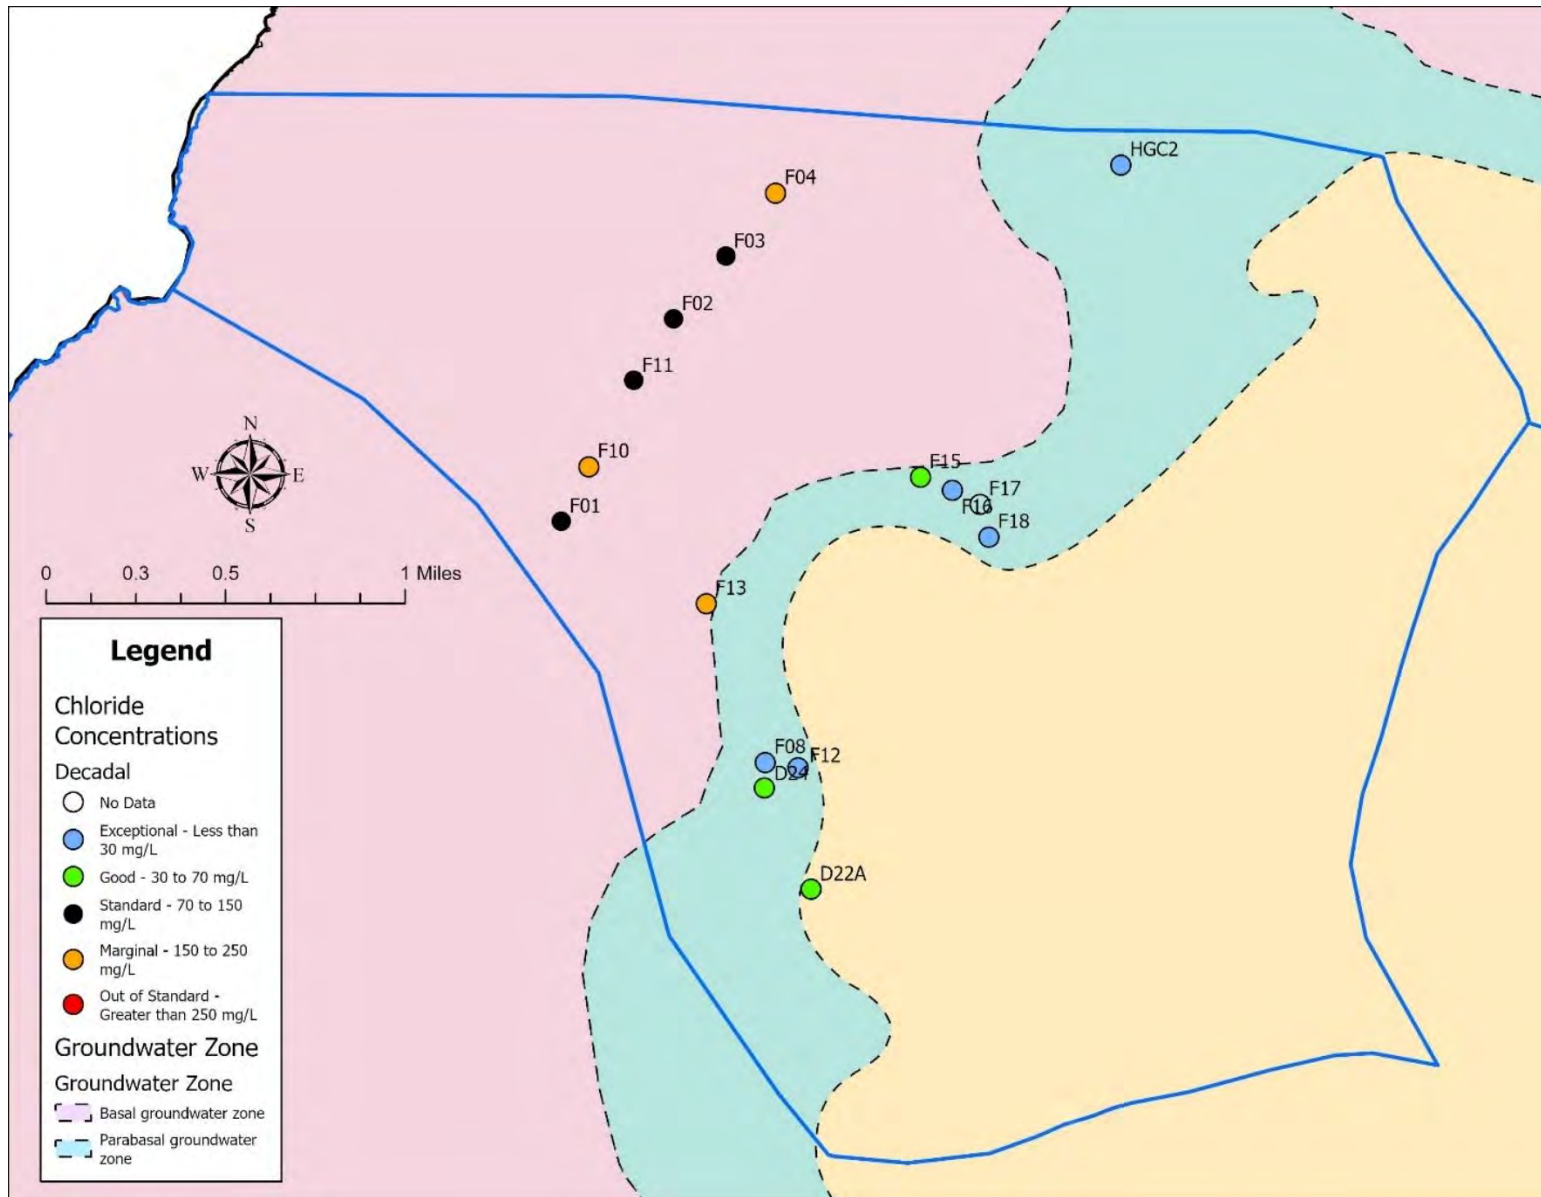 HGC2
F04
F03
F02
F11
F10
F01
F15
F17
F16
F18
F13
F08
F12
D24
D22A
N
W E
S
0 0.3 0.5 1 Miles
Legend
Chloride
Concentrations
Decadal
No Data
Exceptional - Less than
30 mg/L
Good - 30 to 70 mg/L
Standard - 70 to 150
mg/L
Marginal - 150 to 250
mg/L
Out of Standard -
Greater than 250 mg/L
Groundwater Zone
Groundwater Zone
Basal groundwater zone
Parabasal groundwater
zone